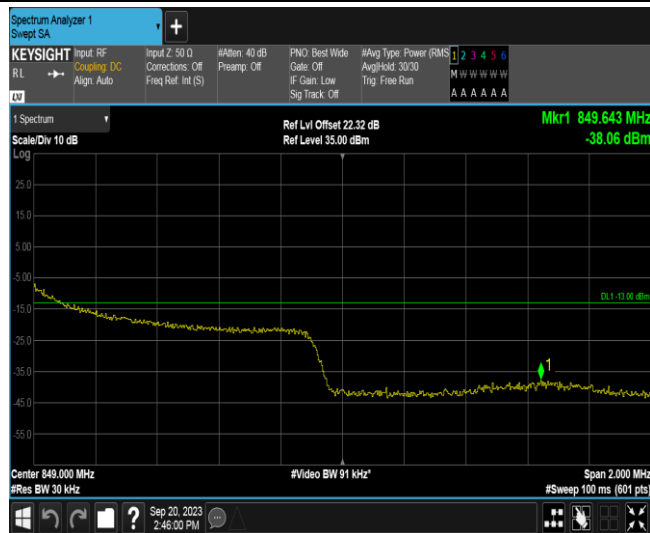 Spectrum Analyzer 1
Swept SA
KEYSIGHT
RL
Input: RF
Coupling: DC
Align: Auto
Input Z: 50 Ω
Corrections: Off
Freq Ref: Int (S)
#Atten: 40 dB
Preamp: Off
PNO: Best Wide
Gate: Off
IF Gain: Low
Sig Track: Off
#Avg Type: Power (RMS
Avg|Hold: 30/30
Trig: Free Run
1 2 3 4 5 6
M W W W W W
A A A A A A
1 Spectrum
Scale/Div 10 dB
Log
Ref Lvl Offset 22.32 dB
Ref Level 35.00 dBm
Mkr1 849.643 MHz
-38.06 dBm
25.0
15.0
5.00
-5.00
DL1 -13.00 dBm
-15.0
-25.0
-35.0
1
-45.0
-55.0
Center 849.000 MHz
#Video BW 91 kHz*
Span 2.000 MHz
#Res BW 30 kHz
#Sweep 100 ms (601 pts)
Sep 20, 2023
2:46:00 PM